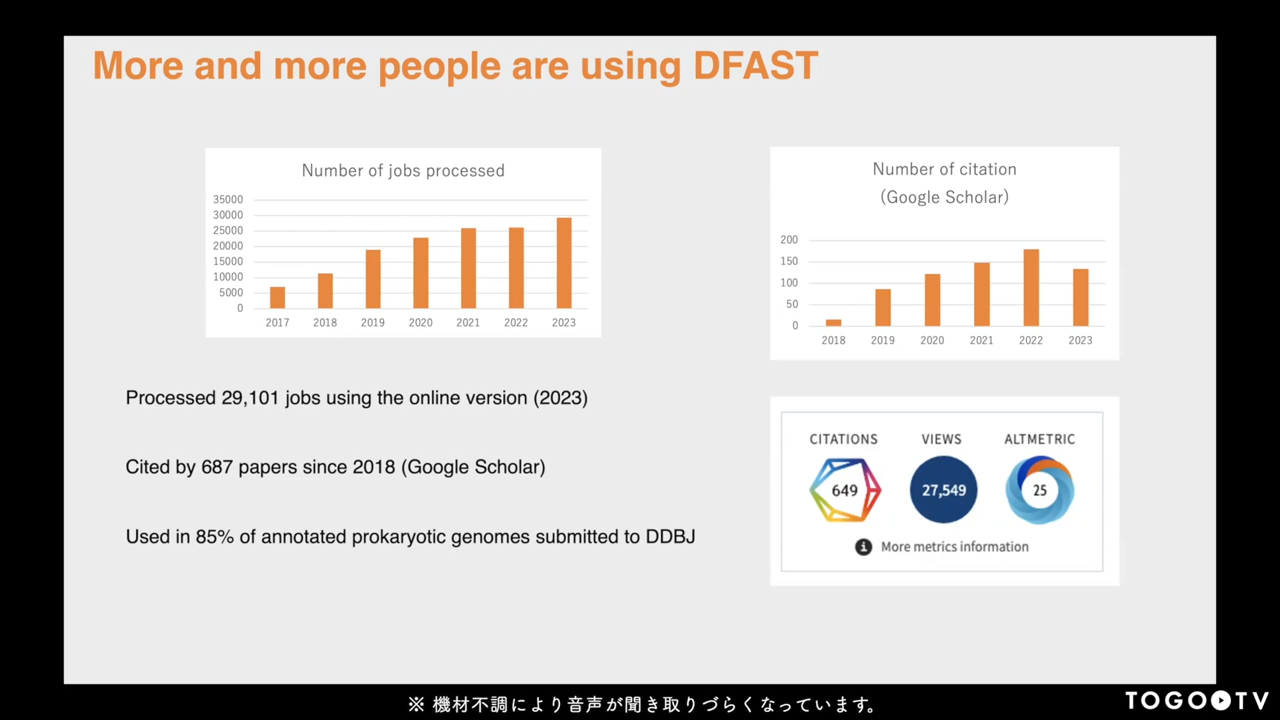 More and more people are using DFAST
Number of jobs processed
35000
30000
25000
20000
15000
10000
5000
0
2017 2018 2019 2020 2021 2022 2023
Number of citation
(Google Scholar)
200
150
100
50
0
2018 2019 2020 2021 2022 2023
Processed 29,101 jobs using the online version (2023)
Cited by 687 papers since 2018 (Google Scholar)
Used in 85% of annotated prokaryotic genomes submitted to DDBJ
CITATIONS VIEWS ALTMETRIC
649 27,549 25
i More metrics information
※ 機材不調により音声が聞き取りづらくなっています。
TOGO TV